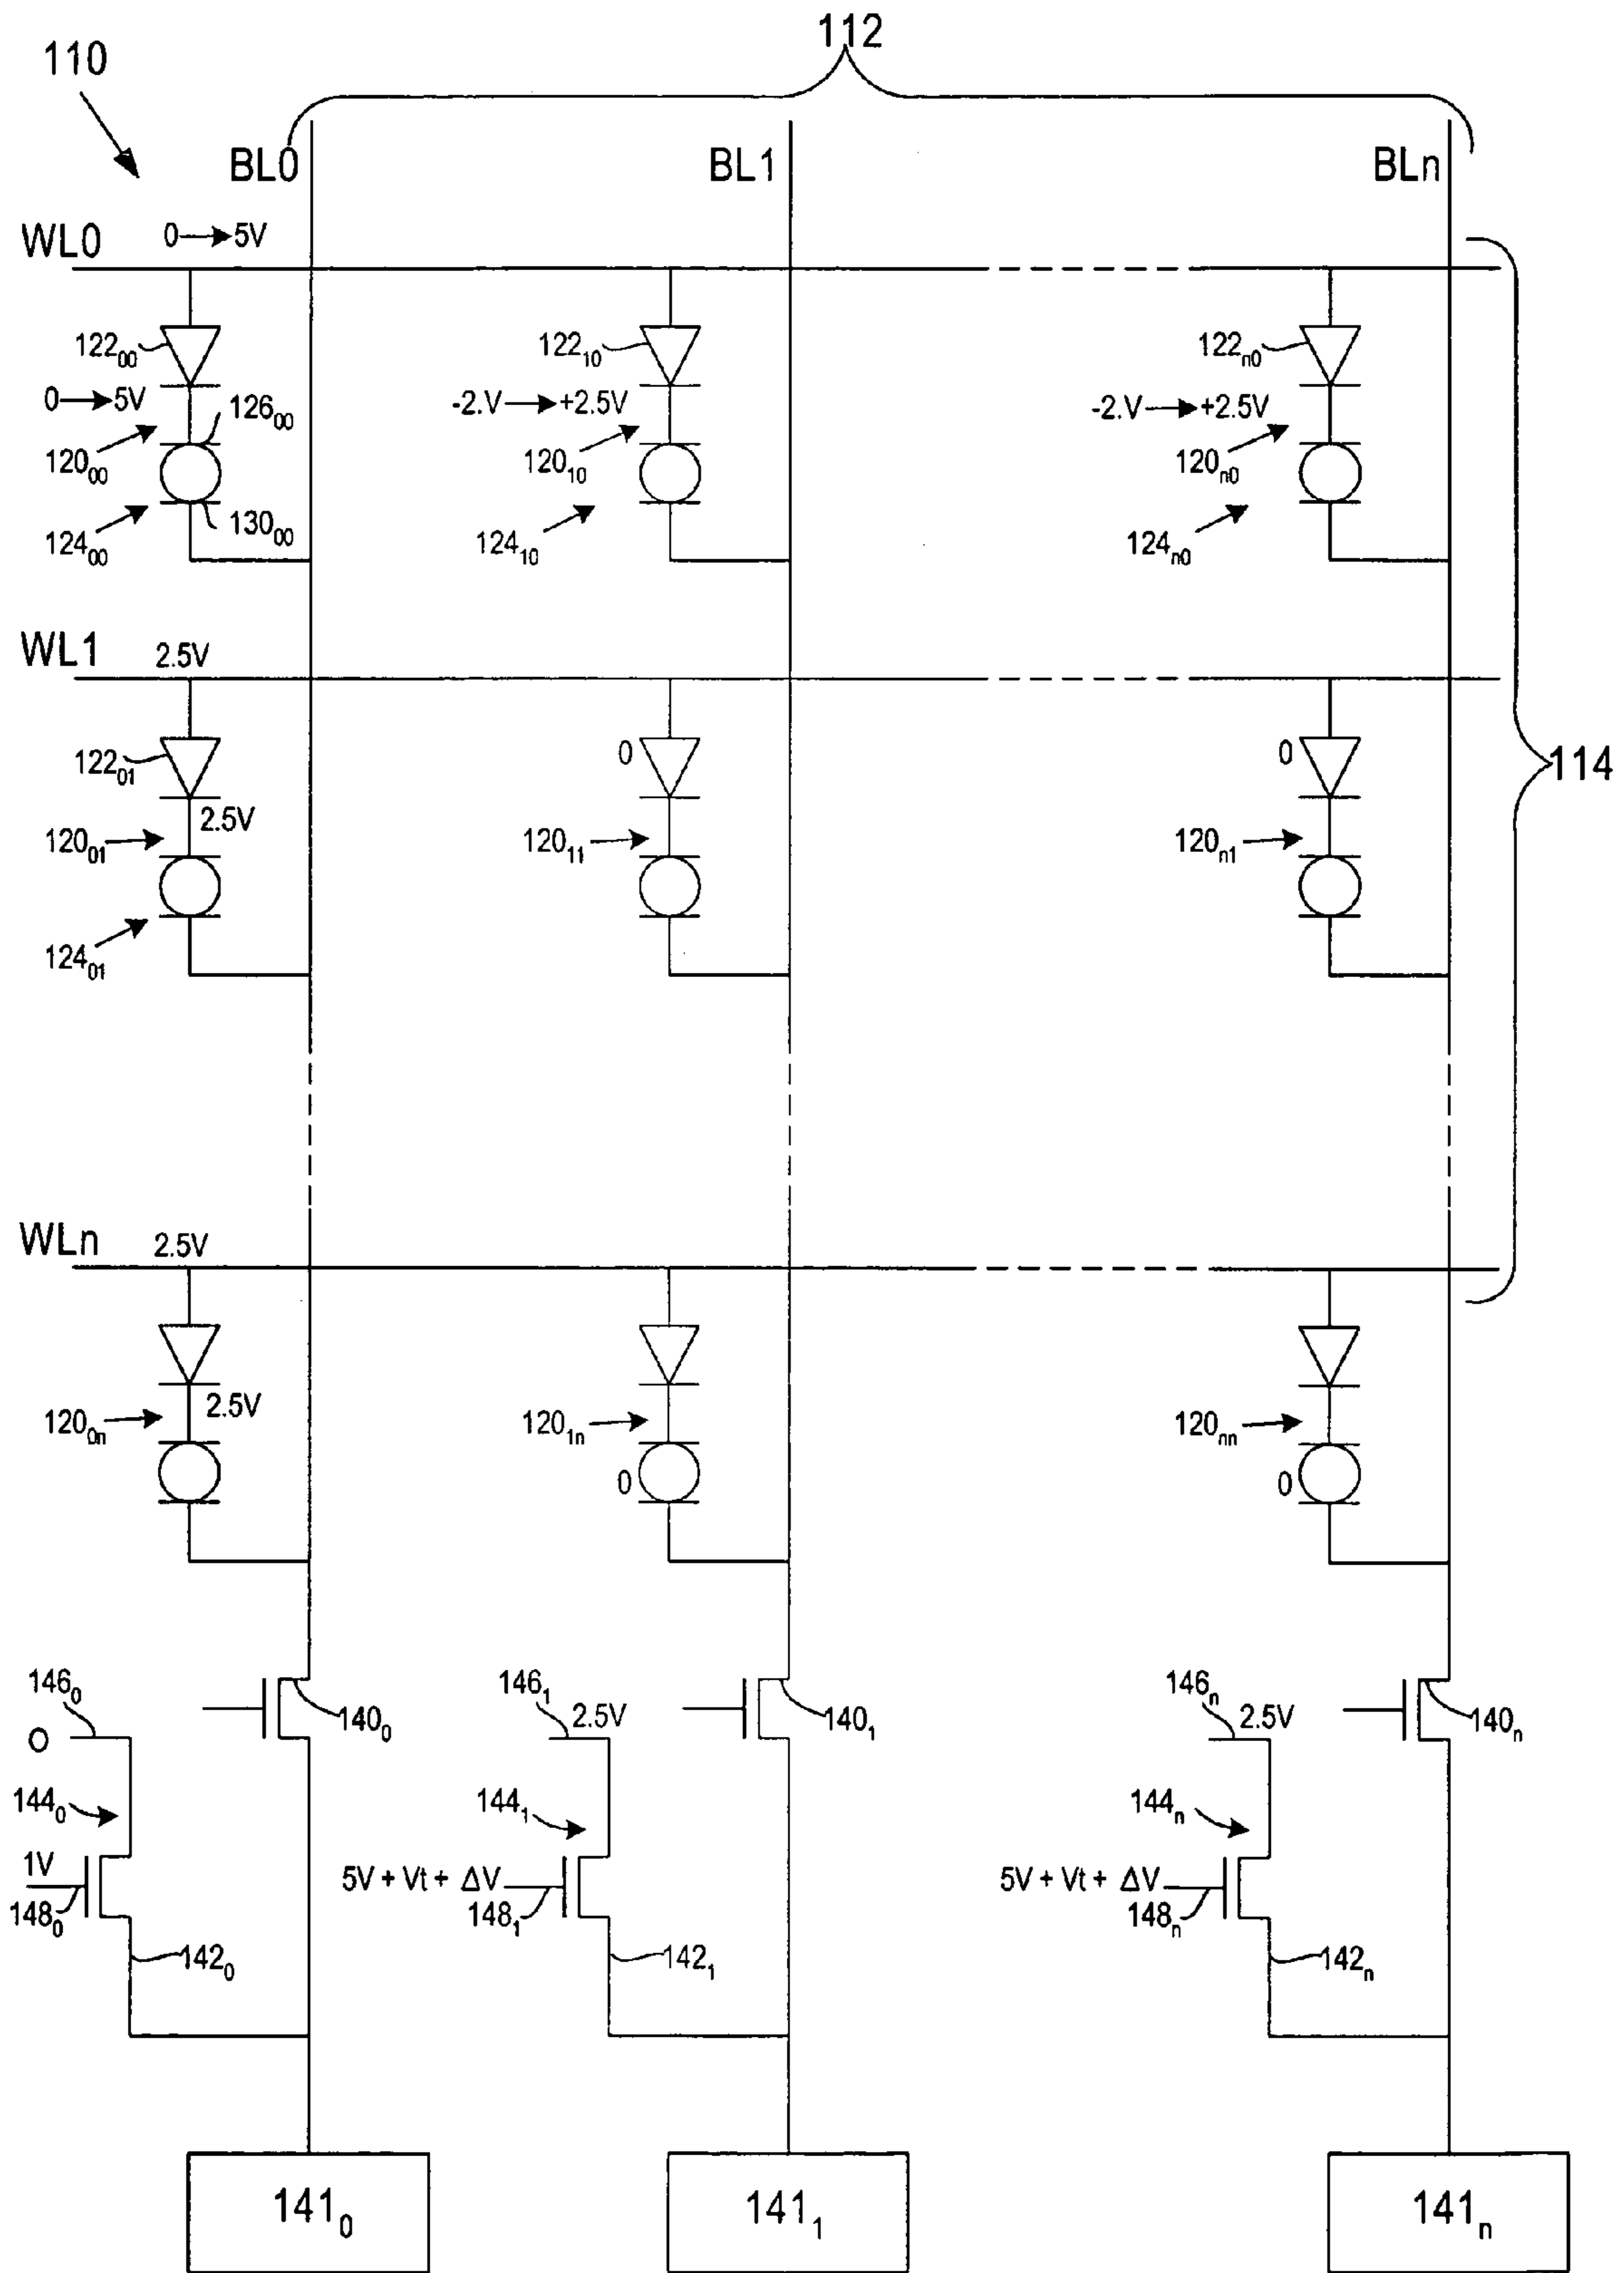 112
110
BL0 BL1 BLn
WL0 0→5V
122₀₀ 122₁₀ 122ₙ₀
0→5V 126₀₀ -2.V→+2.5V -2.V→+2.5V
120₀₀ 120₁₀ 120ₙ₀
124₀₀ 130₀₀ 124₁₀ 124ₙ₀
WL1 2.5V
122₀₁ 0 0 114
2.5V
120₀₁ 120₁₁ 120ₙ₁
124₀₁
WLn 2.5V
2.5V
120₀ₙ 120₁ₙ 120ₙₙ
0 0
146₀ 146₁ 146ₙ
0 140₀ 2.5V 140₁ 2.5V 140ₙ
144₀ 144₁ 144ₙ
1V 5V + Vt + ΔV 5V + Vt + ΔV
148₀ 148₁ 148ₙ
142₀ 142₁ 142ₙ
141₀ 141₁ 141ₙ